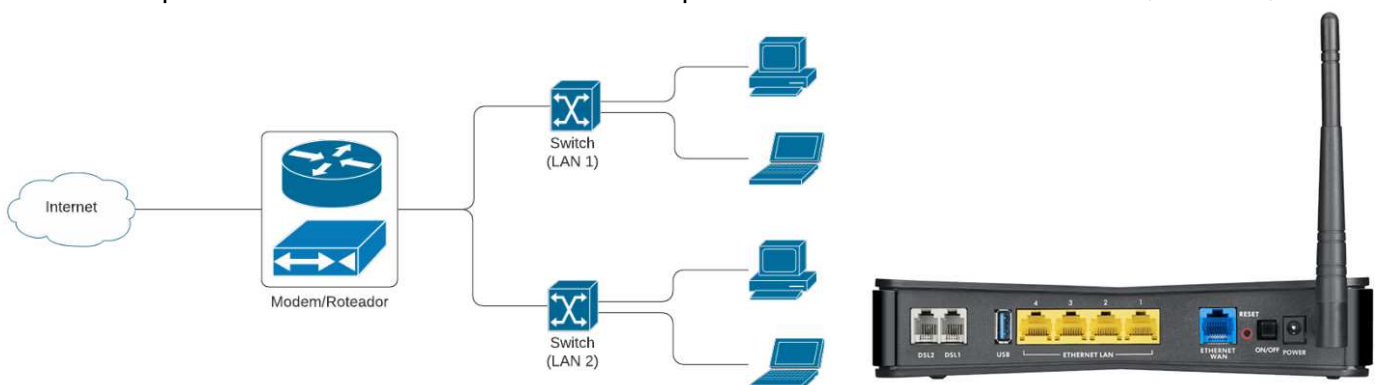 Internet
Modem/Roteador
Switch
(LAN 1)
Switch
(LAN 2)
4 3 2 1
DSL2 DSL1 USB ETHERNET LAN
ETHERNET
WAN
RESET
ON/OFF
POWER